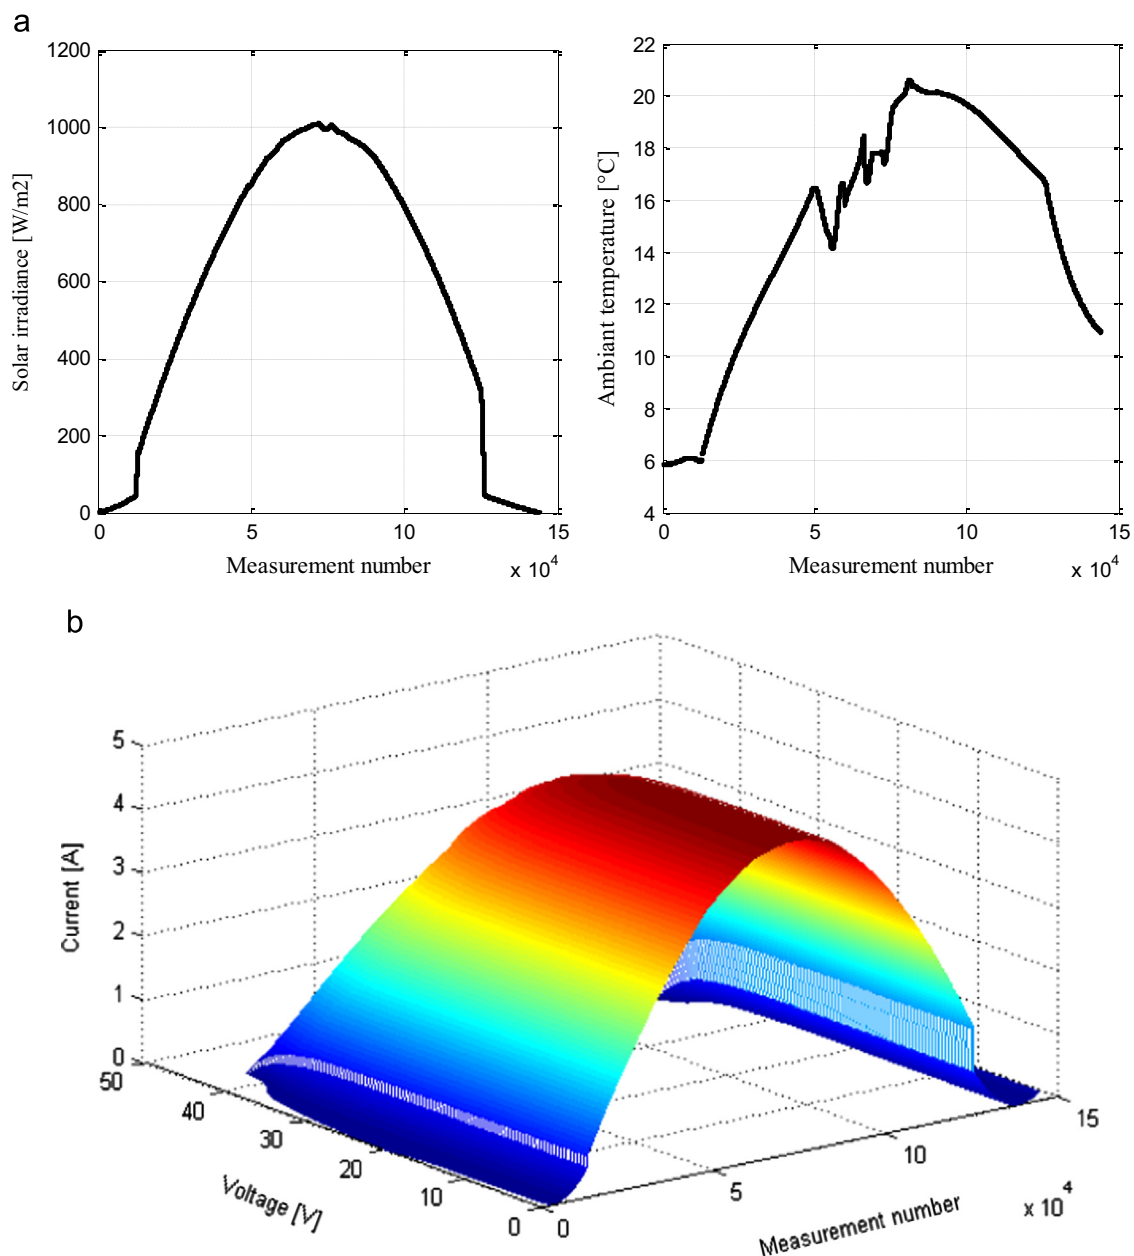 a
1200
1000
800
600
400
200
0
Solar irradiance [W/m2]
0 5 10 15
Measurement number
x 10^4
22
20
18
16
14
12
10
8
6
4
Ambiant temperature [°C]
0 5 10 15
Measurement number
x 10^4
b
5
4
3
2
1
0
Current [A]
50
40
30
20
10
0
Voltage [V]
0
5
10
15
x 10^4
Measurement number